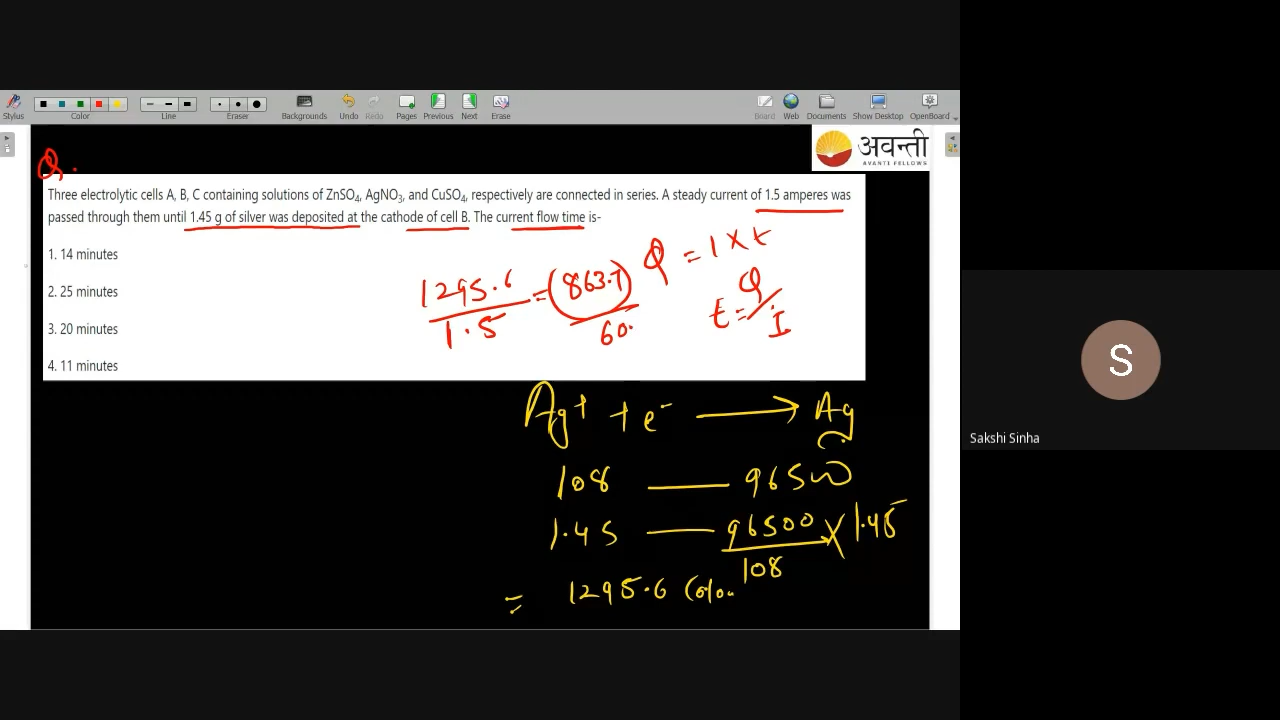 Stylus Color Line Eraser Backgrounds Undo Redo Pages Previous Next Erase Board Web Documents Show Desktop OpenBoard
अवन्ती
AVANTI FELLOWS
Q.
Three electrolytic cells A, B, C containing solutions of ZnSO4, AgNO3, and CuSO4, respectively are connected in series. A steady current of 1.5 amperes was
passed through them until 1.45 g of silver was deposited at the cathode of cell B. The current flow time is-
1. 14 minutes
2. 25 minutes
3. 20 minutes
4. 11 minutes
Q = I x t
t = Q/I
1295.6/1.5 = (863.7)/60.
Ag+ + e- → Ag
108 — 96500
1.45 — 96500/108 x 1.45
= 1295.6
S
Sakshi Sinha